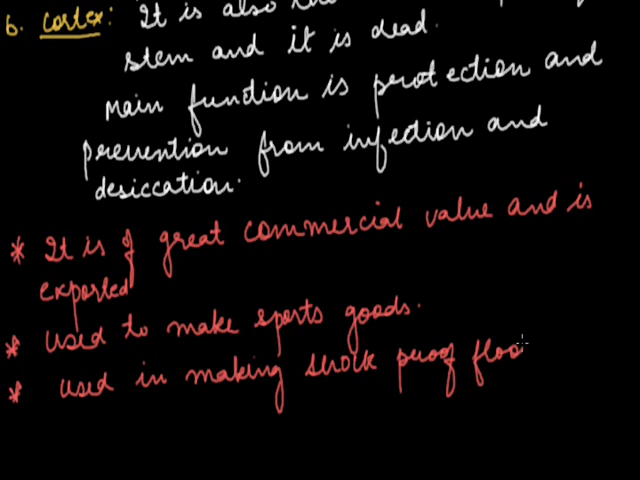 6. Cortex: It is also
stem and it is dead.
Main function is protection and
prevention from infection and
desiccation.
* It is of great commercial value and is
exported
* Used to make sports goods.
* Used in making shock proof floo